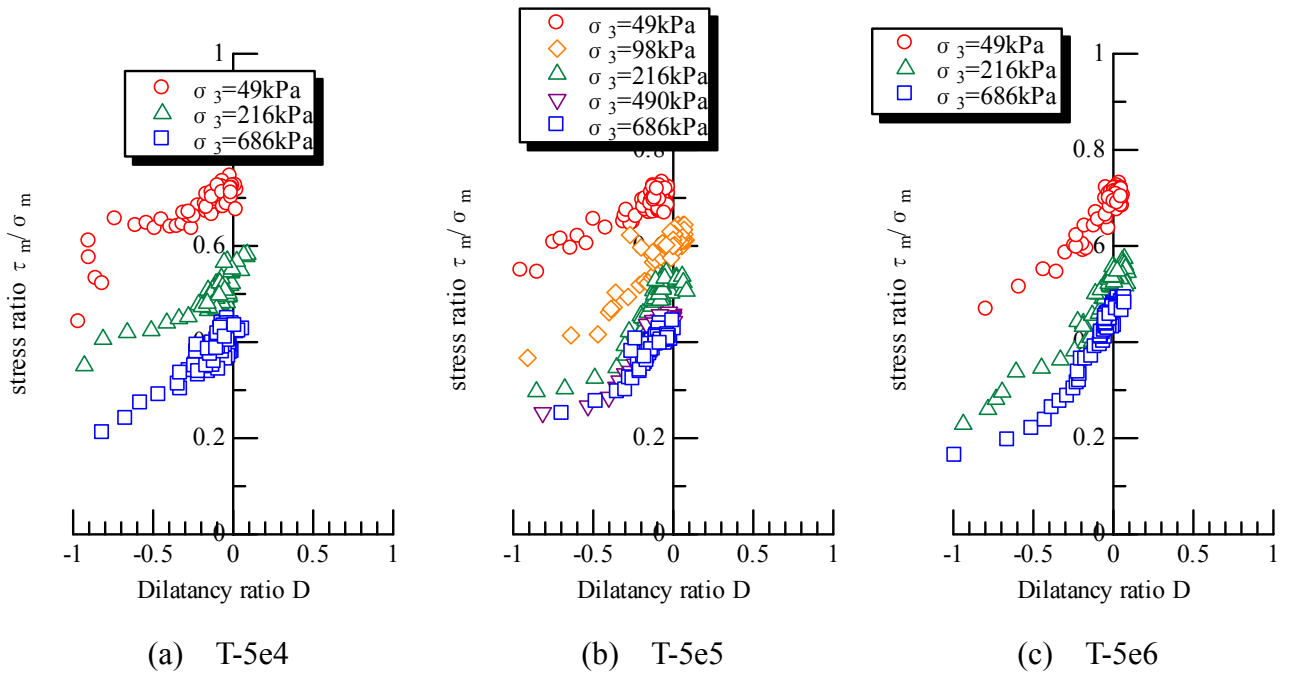 σ 3=49kPa
σ 3=216kPa
σ 3=686kPa
1
0.6
0.4
0.2
0
-1 -0.5 0 0.5 1
stress ratio τ m/ σ m
Dilatancy ratio D
(a) T-5e4
σ 3=49kPa
σ 3=98kPa
σ 3=216kPa
σ 3=490kPa
σ 3=686kPa
0.8
0.6
0.4
0.2
0
-1 -0.5 0 0.5 1
stress ratio τ m/ σ m
Dilatancy ratio D
(b) T-5e5
σ 3=49kPa
σ 3=216kPa
σ 3=686kPa
1
0.8
0.6
0.4
0.2
0
-1 -0.5 0 0.5 1
stress ratio τ m/ σ m
Dilatancy ratio D
(c) T-5e6